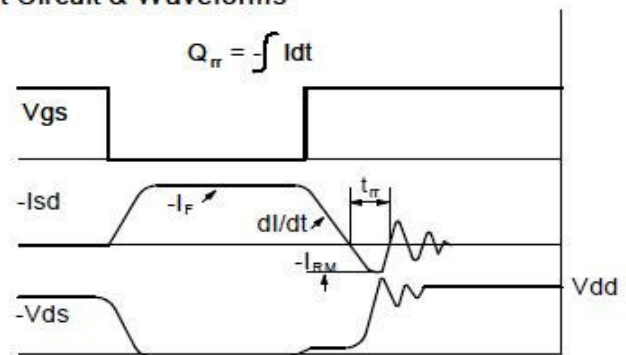 t Circuit & Waveforms
Qrr = -∫ Idt
Vgs
-Isd
-IF
dI/dt
trr
-IRM
Vdd
-Vds